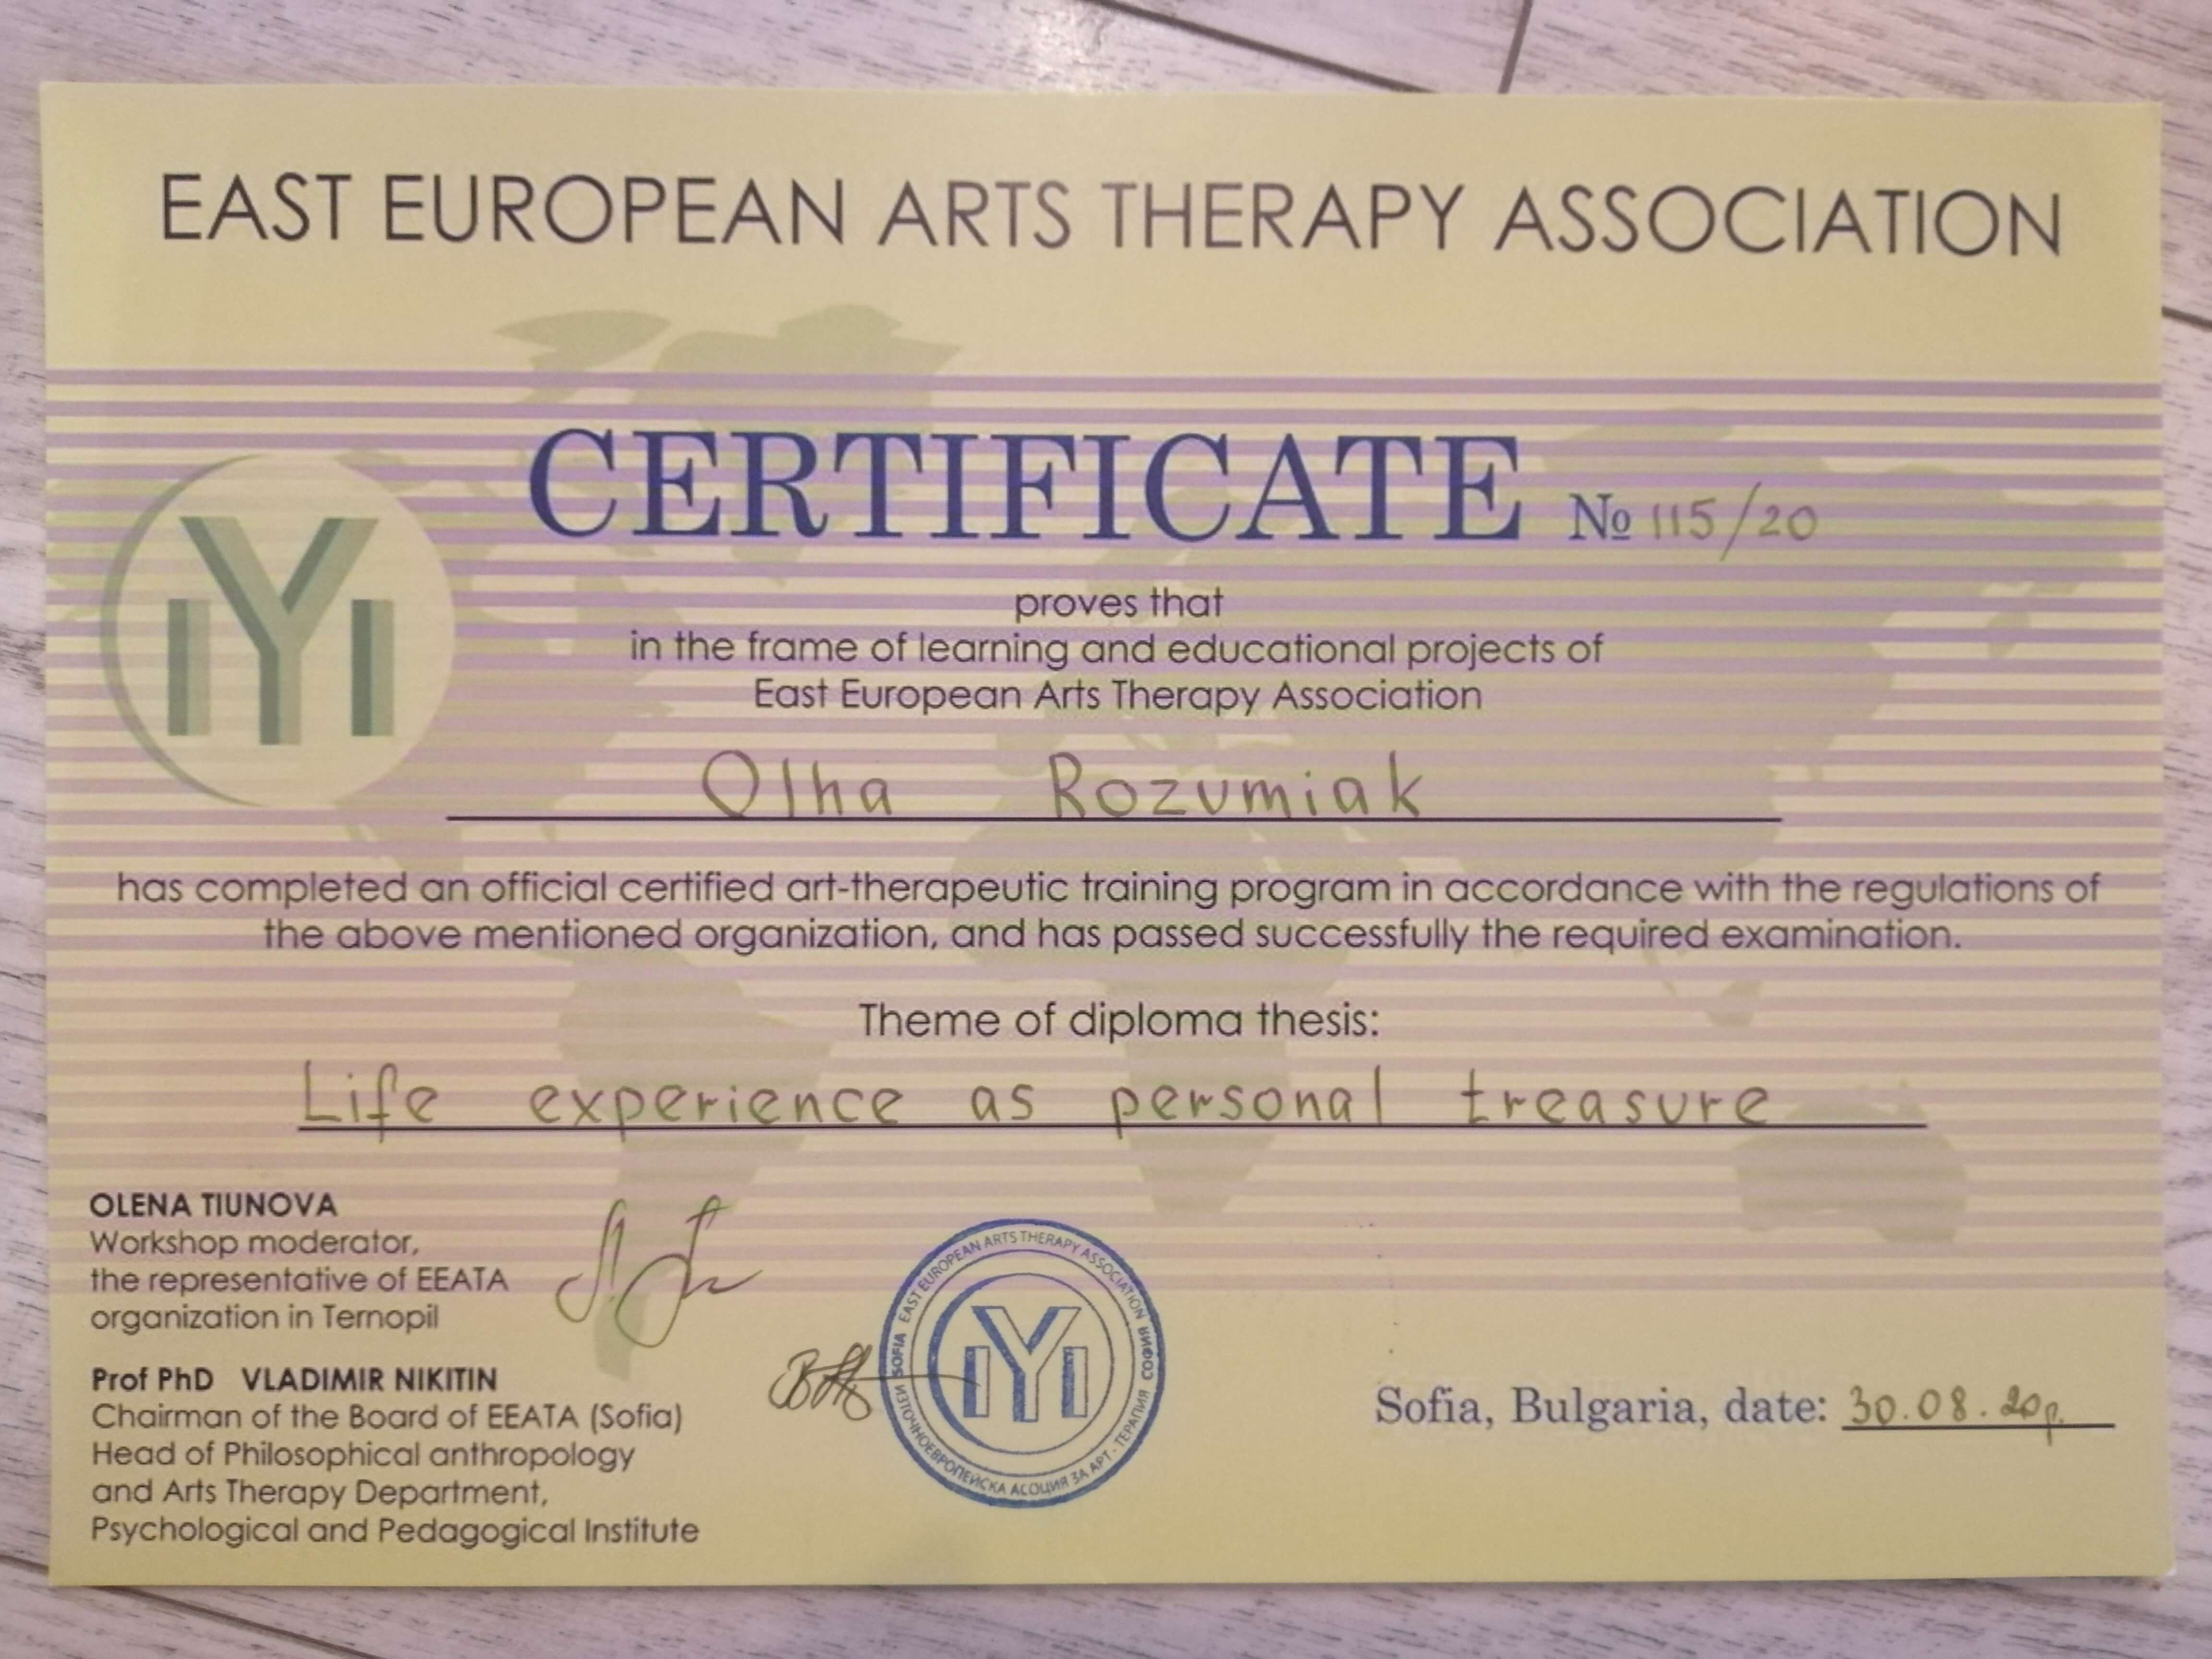 EAST EUROPEAN ARTS THERAPY ASSOCIATION
CERTIFICATE № 115/20
proves that
in the frame of learning and educational projects of
East European Arts Therapy Association
Olha Rozumiak
has completed an official certified art-therapeutic training program in accordance with the regulations of
the above mentioned organization, and has passed successfully the required examination.
Theme of diploma thesis:
Life experience as personal treasure
OLENA TIUNOVA
Workshop moderator,
the representative of EEATA
organization in Ternopil
Prof PhD VLADIMIR NIKITIN
Chairman of the Board of EEATA (Sofia)
Head of Philosophical anthropology
and Arts Therapy Department,
Psychological and Pedagogical Institute
SOFIA EAST EUROPEAN ARTS THERAPY ASSOCIATION
ИЗТОЧНОЕВРОПЕЙСКА АСОЦИЯ ЗА АРТ - ТЕРАПИЯ СОФИЯ
Sofia, Bulgaria, date: 30.08.20р.